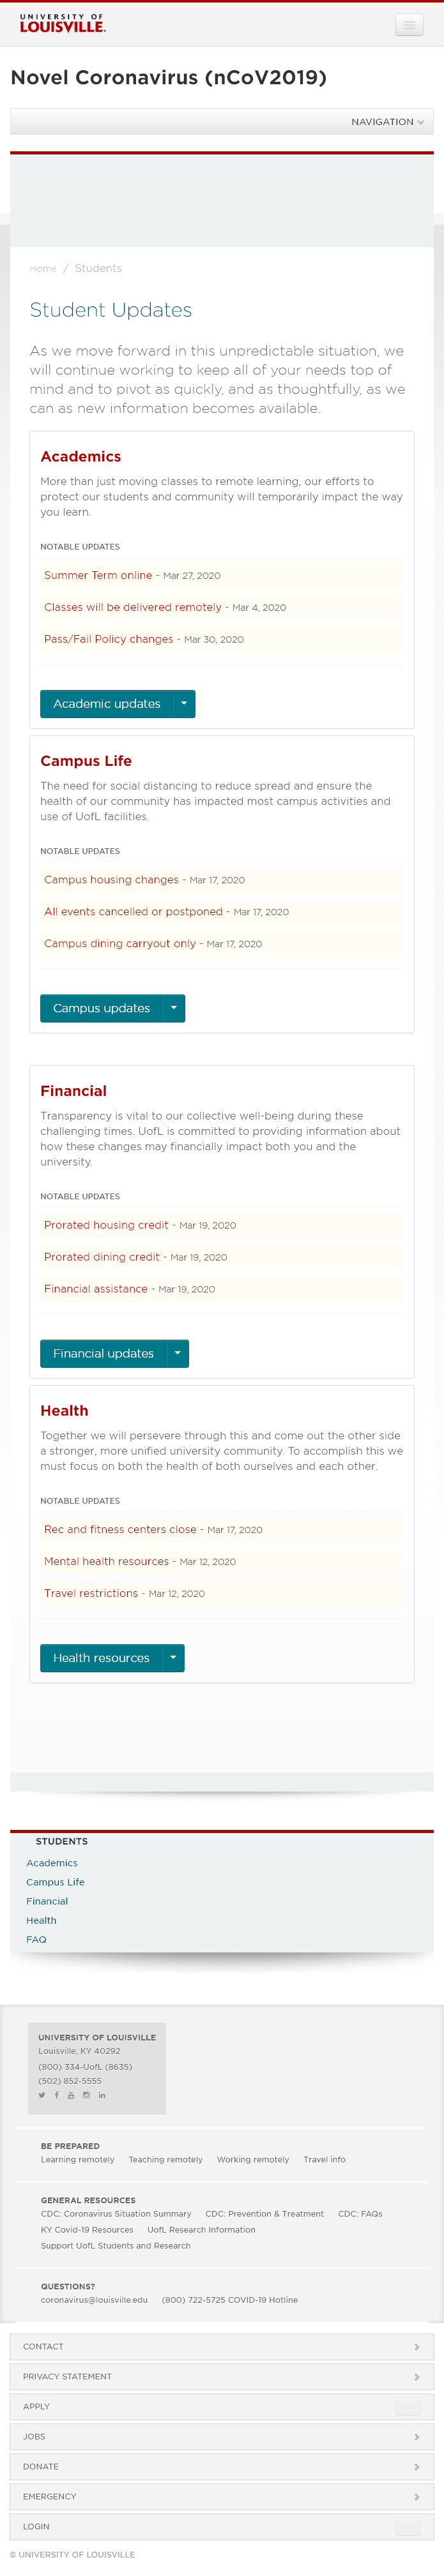 UNIVERSITY OF
LOUISVILLE.
Novel Coronavirus (nCoV2019)
NAVIGATION
Home / Students
Student Updates
As we move forward in this unpredictable situation, we
will continue working to keep all of your needs top of
mind and to pivot as quickly, and as thoughtfully, as we
can as new information becomes available.
Academics
More than just moving classes to remote learning, our efforts to
protect our students and community will temporarily impact the way
you learn.
NOTABLE UPDATES
Summer Term online - Mar 27, 2020
Classes will be delivered remotely - Mar 4, 2020
Pass/Fail Policy changes - Mar 30, 2020
Academic updates
Campus Life
The need for social distancing to reduce spread and ensure the
health of our community has impacted most campus activities and
use of UofL facilities.
NOTABLE UPDATES
Campus housing changes - Mar 17, 2020
All events cancelled or postponed - Mar 17, 2020
Campus dining carryout only - Mar 17, 2020
Campus updates
Financial
Transparency is vital to our collective well-being during these
challenging times. UofL is committed to providing information about
how these changes may financially impact both you and the
university.
NOTABLE UPDATES
Prorated housing credit - Mar 19, 2020
Prorated dining credit - Mar 19, 2020
Financial assistance - Mar 19, 2020
Financial updates
Health
Together we will persevere through this and come out the other side
a stronger, more unified university community. To accomplish this we
must focus on both the health of both ourselves and each other.
NOTABLE UPDATES
Rec and fitness centers close - Mar 17, 2020
Mental health resources - Mar 12, 2020
Travel restrictions - Mar 12, 2020
Health resources
STUDENTS
Academics
Campus Life
Financial
Health
FAQ
UNIVERSITY OF LOUISVILLE
Louisville, KY 40292
(800) 334-UofL (8635)
(502) 852-5555
BE PREPARED
Learning remotely Teaching remotely Working remotely Travel info
GENERAL RESOURCES
CDC: Coronavirus Situation Summary CDC: Prevention & Treatment CDC: FAQs
KY Covid-19 Resources UofL Research Information
Support UofL Students and Research
QUESTIONS?
coronavirus@louisville.edu (800) 722-5725 COVID-19 Hotline
CONTACT
PRIVACY STATEMENT
APPLY
JOBS
DONATE
EMERGENCY
LOGIN
© UNIVERSITY OF LOUISVILLE